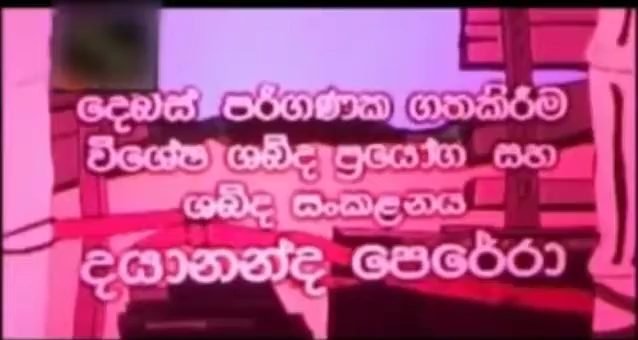 දෙබස් පරිගණක ගතකිරීම
විශේෂ ශබ්ද ප්‍රයෝග සහ
ශබ්ද සංකළනය
දයානන්ද පෙරේරා